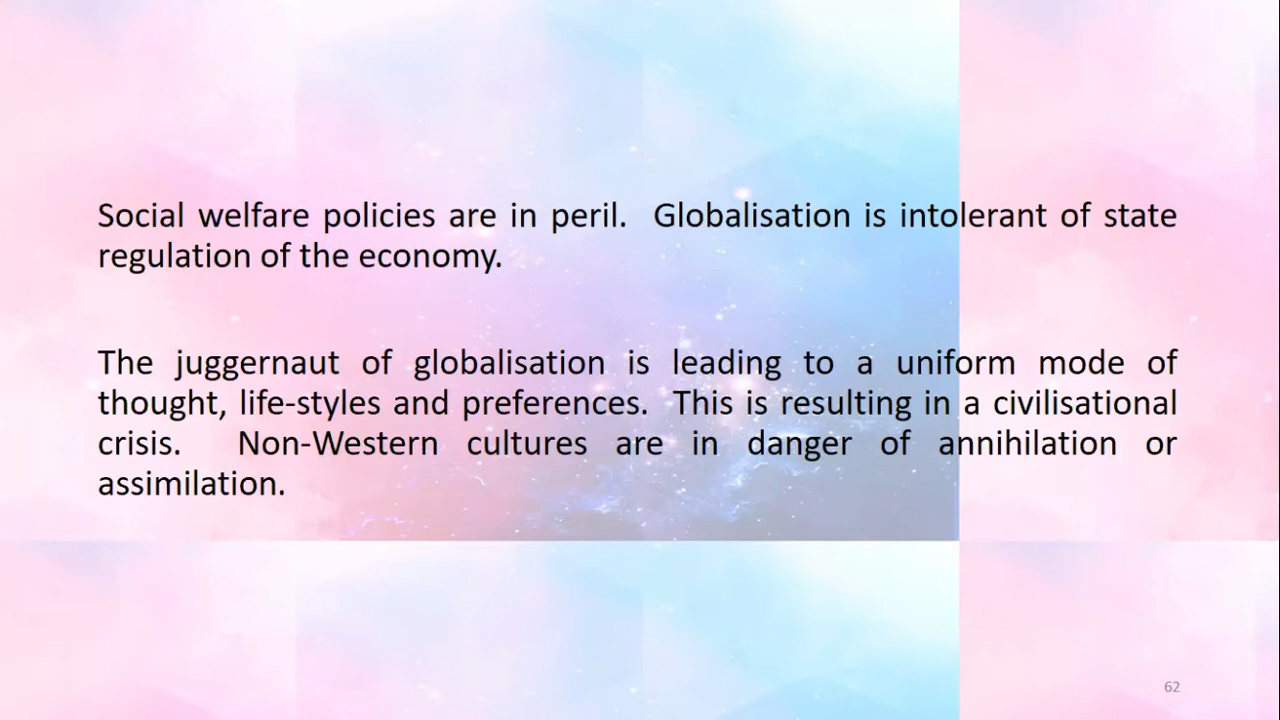 Social welfare policies are in peril.  Globalisation is intolerant of state
regulation of the economy.
The juggernaut of globalisation is leading to a uniform mode of
thought, life-styles and preferences.  This is resulting in a civilisational
crisis.  Non-Western cultures are in danger of annihilation or
assimilation.
62